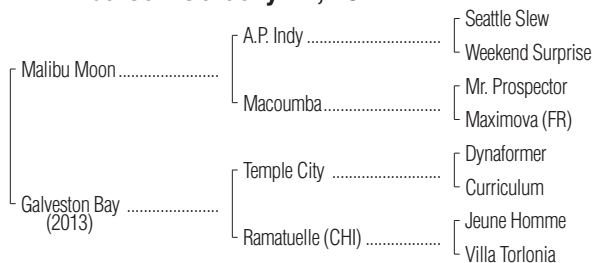 Seattle Slew
A.P. Indy ................................
Weekend Surprise
Malibu Moon ........................
Mr. Prospector
Macoumba ............................
Maximova (FR)
Dynaformer
Temple City ..........................
Curriculum
Galveston Bay ......................
(2013)
Jeune Homme
Ramatuelle (CHI) ..................
Villa Torlonia